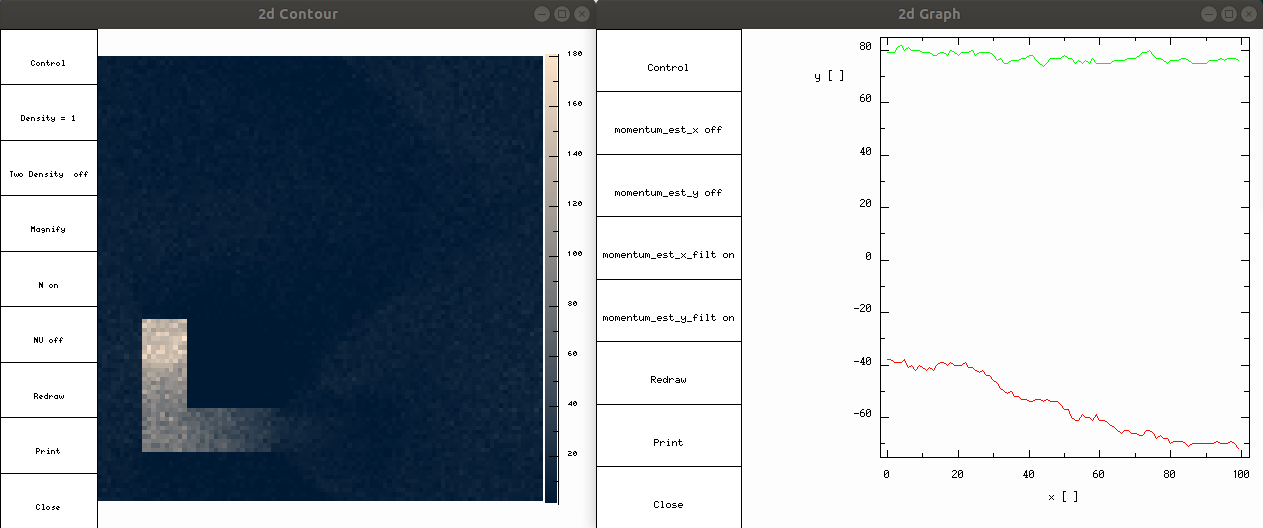 2d Contour
Control
Density = 1
Two Density off
Magnify
N on
NU off
Redraw
Print
Close
180
160
140
120
100
80
60
40
20
2d Graph
Control
momentum_est_x off
momentum_est_y off
momentum_est_x_filt on
momentum_est_y_filt on
Redraw
Print
Close
y [ ]
80
60
40
20
0
-20
-40
-60
0 20 40 60 80 100
x [ ]